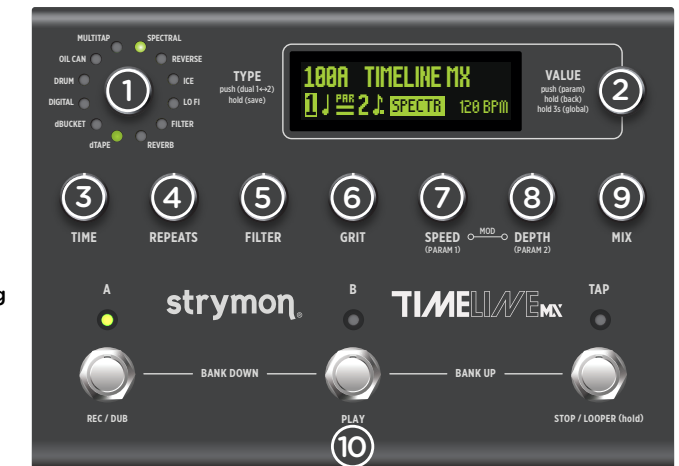 MULTITAP
SPECTRAL
OIL CAN
REVERSE
DRUM
ICE
DIGITAL
LO FI
dBUCKET
FILTER
dTAPE
REVERB
1
TYPE
push (dual 1↔2)
hold (save)
100A TIMELINE MX
1 PAR 2 SPECTR 120 BPM
VALUE
push (param)
hold (back)
hold 3s (global)
2
3 4 5 6 7 8 9
TIME REPEATS FILTER GRIT SPEED MOD DEPTH MIX
(PARAM 1) (PARAM 2)
g
A B TAP
strymon® TIMELINE MX
BANK DOWN BANK UP
REC / DUB PLAY STOP / LOOPER (hold)
10